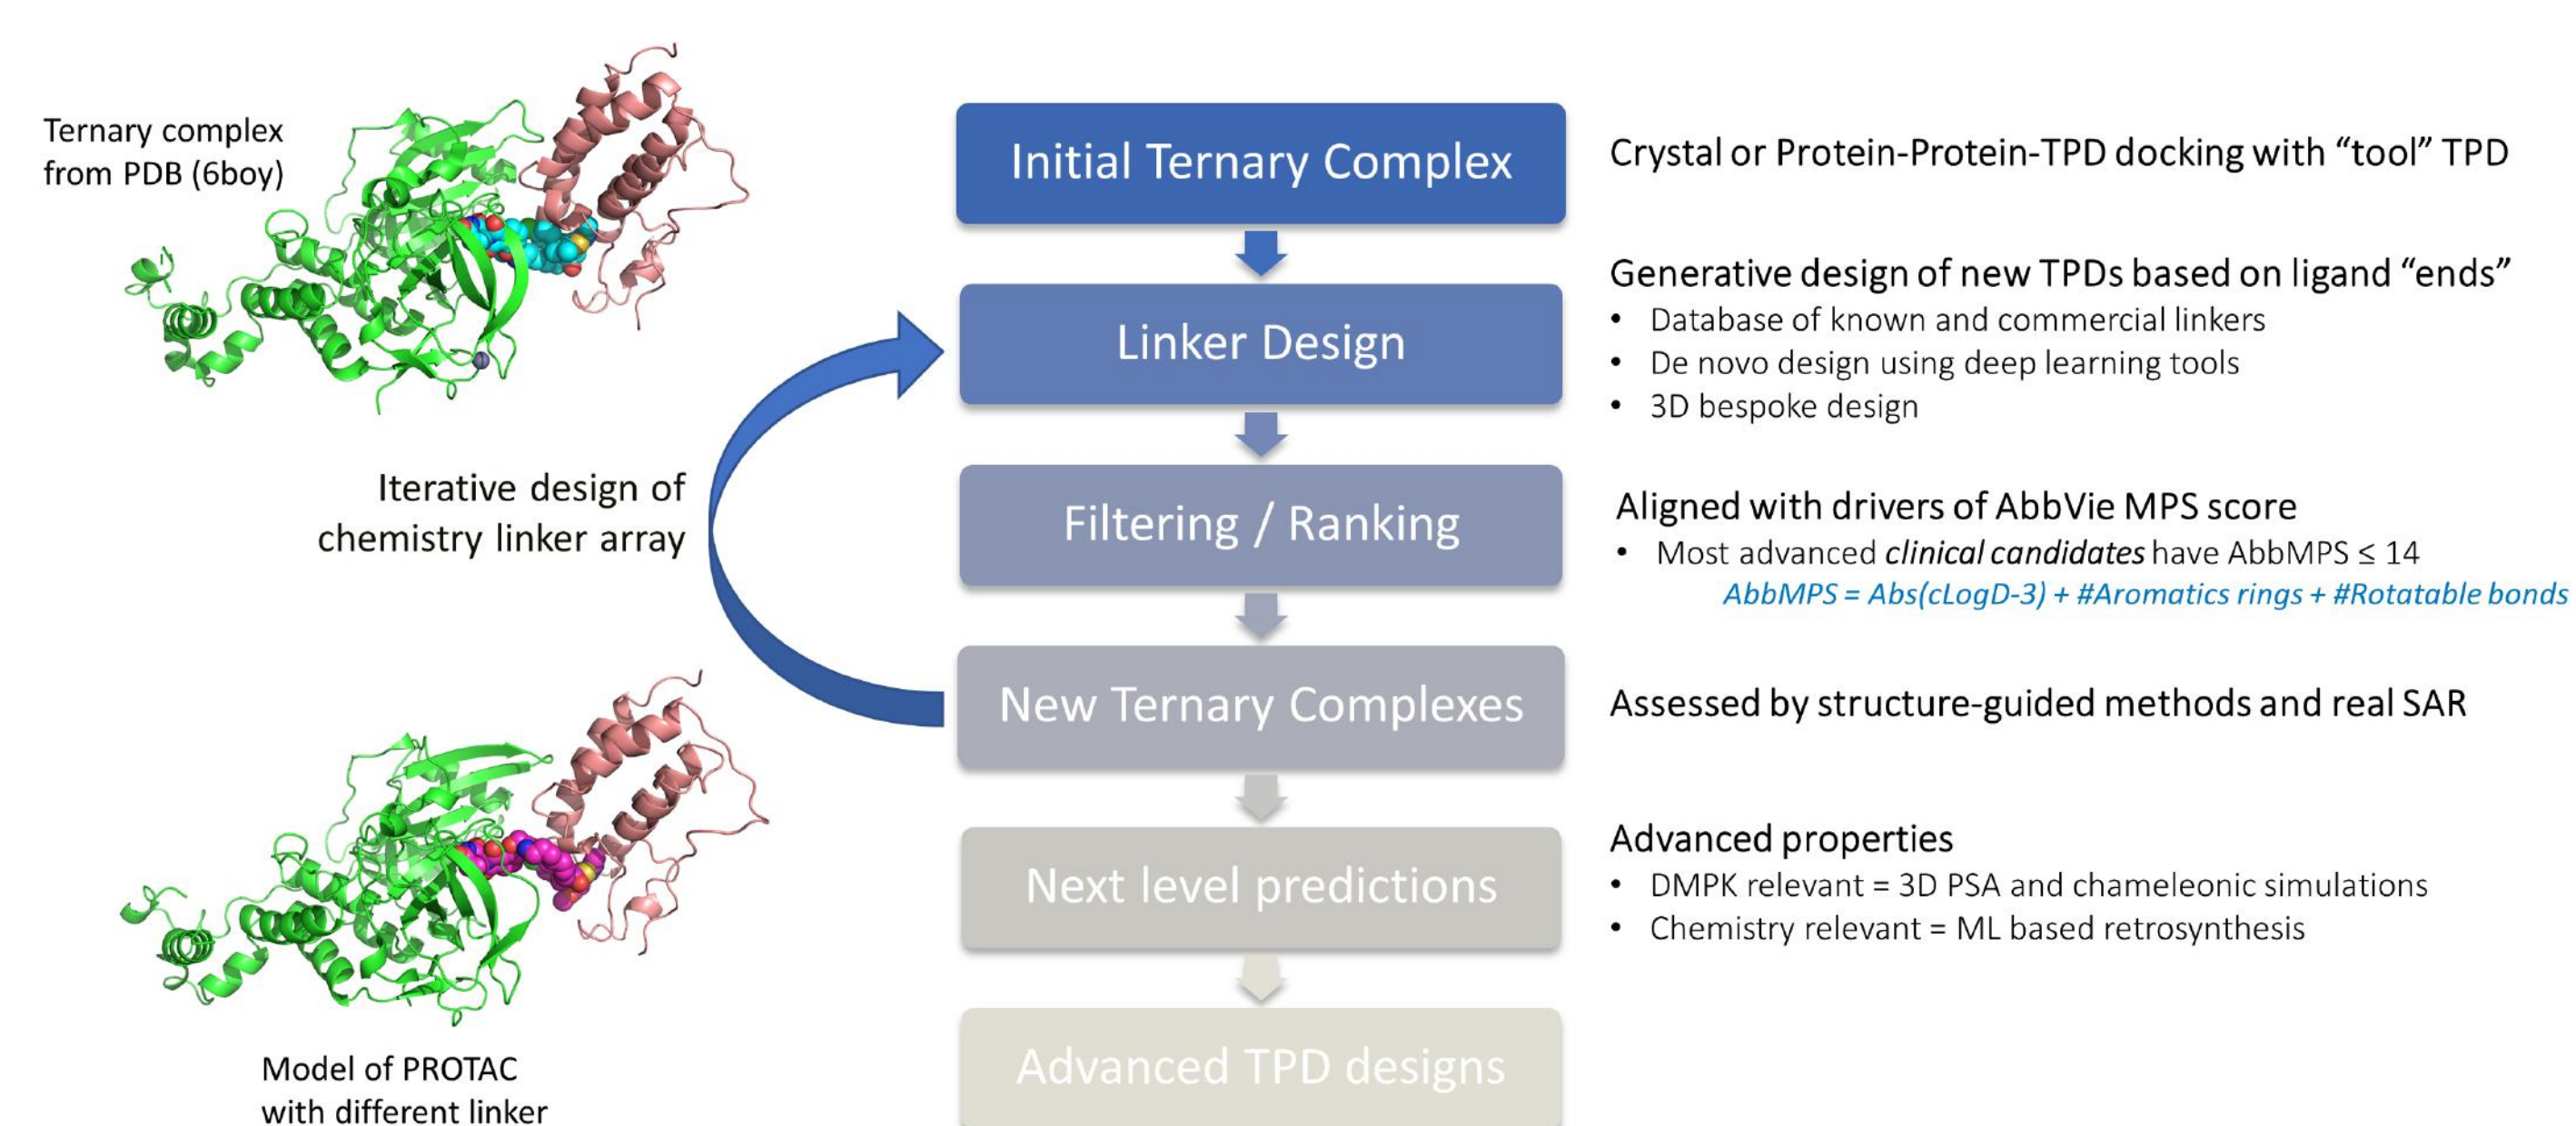 Ternary complex
from PDB (6boy)
Initial Ternary Complex
Crystal or Protein-Protein-TPD docking with “tool” TPD
Linker Design
Generative design of new TPDs based on ligand “ends”
• Database of known and commercial linkers
• De novo design using deep learning tools
• 3D bespoke design
Iterative design of
chemistry linker array
Filtering / Ranking
Aligned with drivers of AbbVie MPS score
• Most advanced clinical candidates have AbbMPS ≤ 14
AbbMPS = Abs(cLogD-3) + #Aromatics rings + #Rotatable bonds
New Ternary Complexes
Assessed by structure-guided methods and real SAR
Next level predictions
Advanced properties
• DMPK relevant = 3D PSA and chameleonic simulations
• Chemistry relevant = ML based retrosynthesis
Advanced TPD designs
Model of PROTAC
with different linker